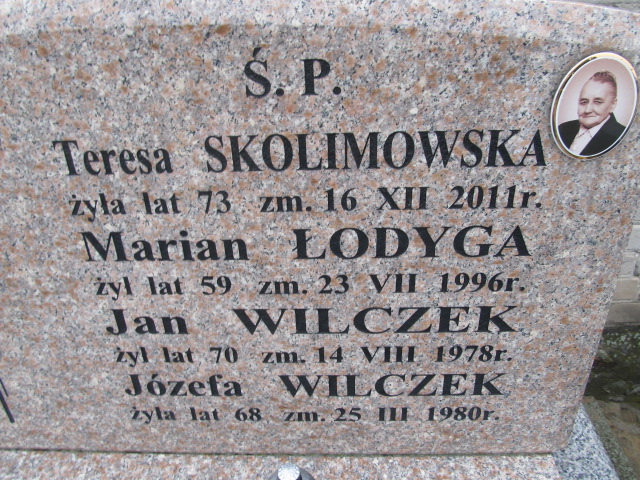 Ś. P.
Teresa SKOLIMOWSKA
żyła lat 73 zm. 16 XII 2011r.
Marian ŁODYGA
żył lat 59 zm. 23 VII 1996r.
Jan WILCZEK
żył lat 70 zm. 14 VIII 1978r.
Józefa WILCZEK
żyła lat 68 zm. 25 III 1980r.